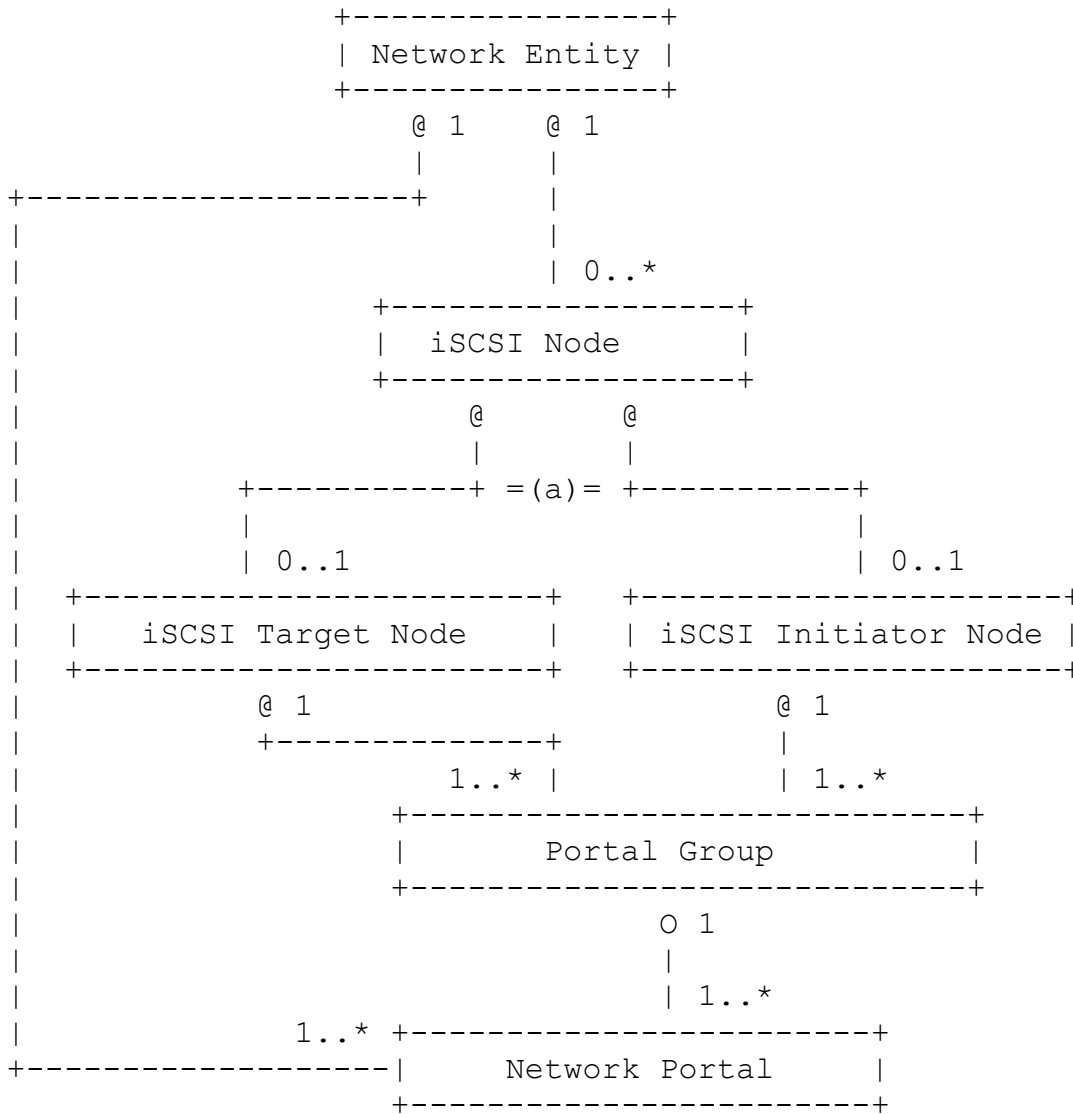 +----------------+
| Network Entity |
+----------------+
@ 1 @ 1
| |
+--------------------+ |
| |
| | 0..*
| +------------------+
| | iSCSI Node |
| +------------------+
| @ @
| | |
| +-----------+ =(a)= +-----------+
| | |
| | 0..1 | 0..1
| +------------------------+ +----------------------+
| | iSCSI Target Node | | iSCSI Initiator Node |
| +------------------------+ +----------------------+
| @ 1 @ 1
| +--------------+ |
| 1..* | | 1..*
| +-----------------------------+
| | Portal Group |
| +-----------------------------+
| O 1
| |
| | 1..*
| 1..* +------------------------+
+-------------------| Network Portal |
+------------------------+